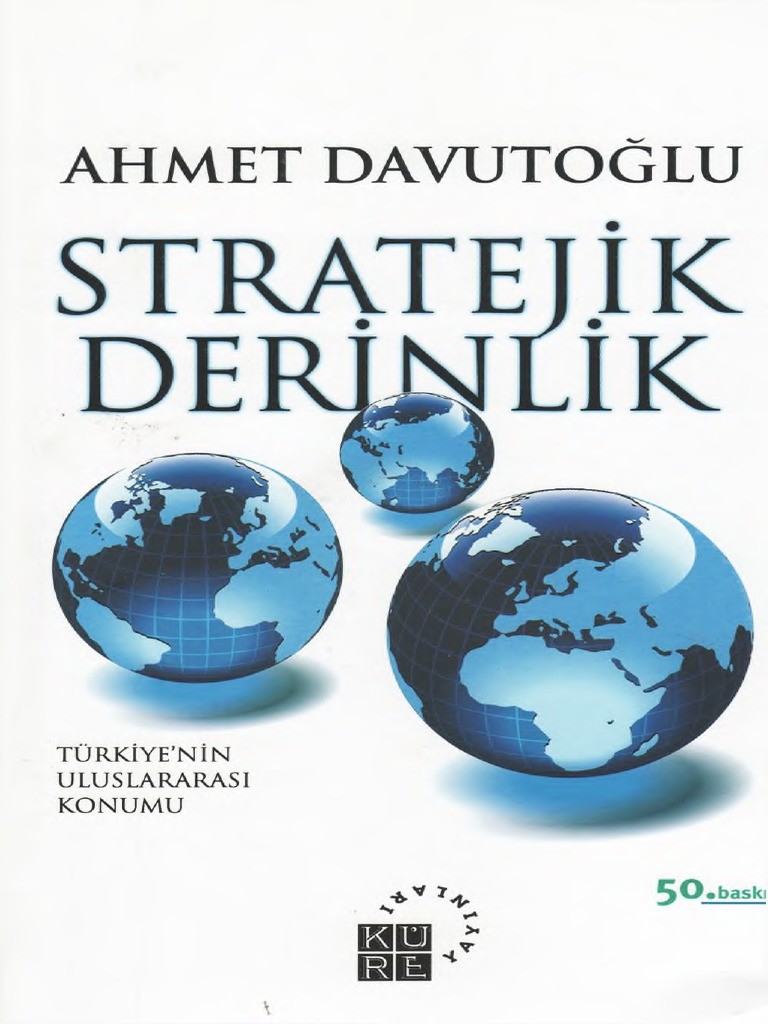 AHMET DAVUTOĞLU
STRATEJİK
DERİNLİK
TÜRKİYE'NİN
ULUSLARARASI
KONUMU
50.baskı
KÜRE
YAYINLARI